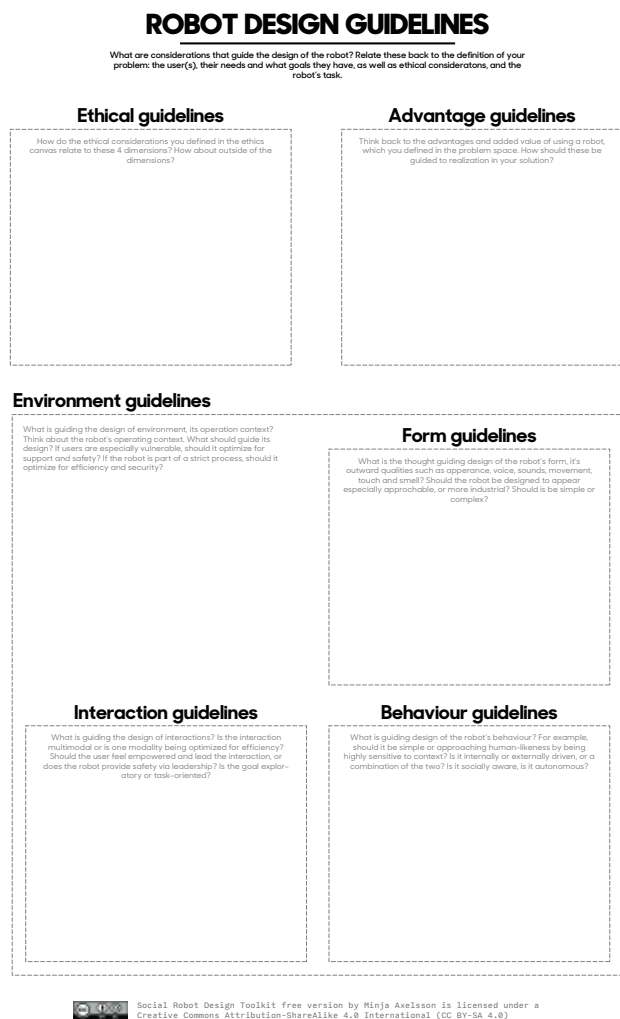 ROBOT DESIGN GUIDELINES
What are considerations that guide the design of the robot? Relate these back to the definition of your
problem: the user(s), their needs and what goals they have, as well as ethical consideratons, and the
robot's task.
Ethical guidelines
How do the ethical considerations you defined in the ethics
canvas relate to these 4 dimensions? How about outside of the
dimensions?
Advantage guidelines
Think back to the advantages and added value of using a robot,
which you defined in the problem space. How should these be
guided to realization in your solution?
Environment guidelines
What is guiding the design of environment, its operation context?
Think about the robot's operating context. What should guide its
design? If users are especially vulnerable, should it optimize for
support and safety? If the robot is part of a strict process, should it
optimize for efficiency and security?
Form guidelines
What is the thought guiding design of the robot's form, it's
outward qualities such as apperance, voice, sounds, movement,
touch and smell? Should the robot be designed to appear
especially approchable, or more industrial? Should is be simple or
complex?
Interaction guidelines
What is guiding the design of interactions? Is the interaction
multimodal or is one modality being optimized for efficiency?
Should the user feel empowered and lead the interaction, or
does the robot provide safety via leadership? Is the goal explor-
atory or task-oriented?
Behaviour guidelines
What is guiding design of the robot's behaviour? For example,
should it be simple or approaching human-likeness by being
highly sensitive to context? Is it internally or externally driven, or a
combination of the two? Is it socially aware, is it autonomous?
Social Robot Design Toolkit free version by Minja Axelsson is licensed under a
Creative Commons Attribution-ShareAlike 4.0 International (CC BY-SA 4.0)